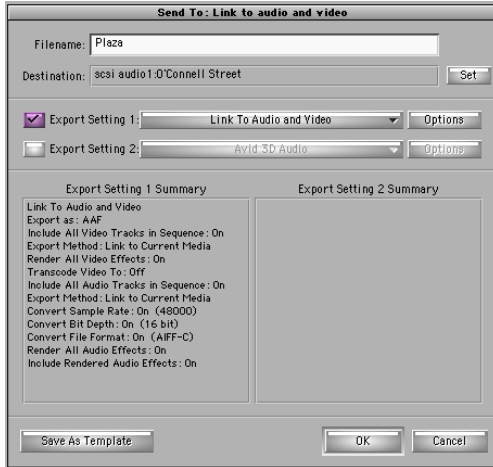 Send To: Link to audio and video
Filename: Plaza
Destination: scsi audio1:O'Connell Street Set
Export Setting 1: Link To Audio and Video Options
Export Setting 2: Avid 3D Audio Options
Export Setting 1 Summary Export Setting 2 Summary
Link To Audio and Video
Export as: AAF
Include All Video Tracks in Sequence: On
Export Method: Link to Current Media
Render All Video Effects: On
Transcode Video To: Off
Include All Audio Tracks in Sequence: On
Export Method: Link to Current Media
Convert Sample Rate: On (48000)
Convert Bit Depth: On (16 bit)
Convert File Format: On (AIFF-C)
Render All Audio Effects: On
Include Rendered Audio Effects: On
Save As Template OK Cancel